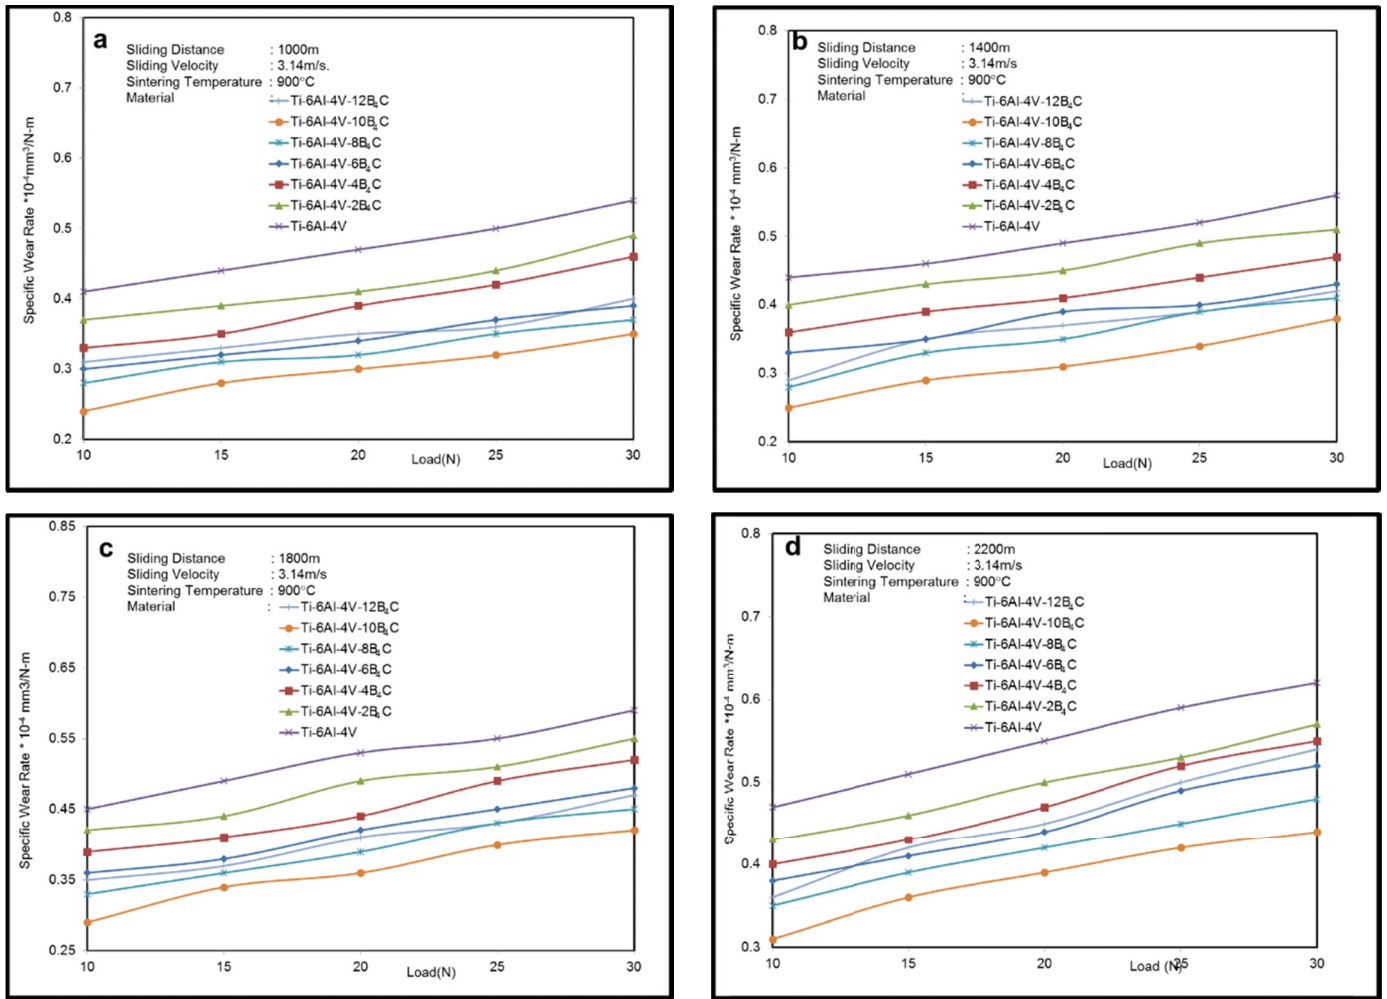 a
Sliding Distance : 1000m
Sliding Velocity : 3.14m/s.
Sintering Temperature : 900°C
Material :
Ti-6Al-4V-12B₄C
Ti-6Al-4V-10B₄C
Ti-6Al-4V-8B₄C
Ti-6Al-4V-6B₄C
Ti-6Al-4V-4B₄C
Ti-6Al-4V-2B₄C
Ti-6Al-4V
Specific Wear Rate *10⁻⁴mm³/N-m
0.8
0.7
0.6
0.5
0.4
0.3
0.2
10 15 20 25 30
Load(N)
b
Sliding Distance : 1400m
Sliding Velocity : 3.14m/s
Sintering Temperature : 900°C
Material :
Ti-6Al-4V-12B₄C
Ti-6Al-4V-10B₄C
Ti-6Al-4V-8B₄C
Ti-6Al-4V-6B₄C
Ti-6Al-4V-4B₄C
Ti-6Al-4V-2B₄C
Ti-6Al-4V
Specific Wear Rate * 10⁻⁴ mm³/N-m
0.8
0.7
0.6
0.5
0.4
0.3
0.2
10 15 20 25 30
Load(N)
c
Sliding Distance : 1800m
Sliding Velocity : 3.14m/s
Sintering Temperature : 900°C
Material :
Ti-6Al-4V-12B₄C
Ti-6Al-4V-10B₄C
Ti-6Al-4V-8B₄C
Ti-6Al-4V-6B₄C
Ti-6Al-4V-4B₄C
Ti-6Al-4V-2B₄C
Ti-6Al-4V
Specific Wear Rate * 10⁻⁴ mm3/N-m
0.85
0.75
0.65
0.55
0.45
0.35
0.25
10 15 20 25 30
Load(N)
d
Sliding Distance : 2200m
Sliding Velocity : 3.14m/s
Sintering Temperature : 900°C
Material :
Ti-6Al-4V-12B₄C
Ti-6Al-4V-10B₄C
Ti-6Al-4V-8B₄C
Ti-6Al-4V-6B₄C
Ti-6Al-4V-4B₄C
Ti-6Al-4V-2B₄C
Ti-6Al-4V
Specific Wear Rate *10⁻⁴ mm³/N-m
0.8
0.7
0.6
0.5
0.4
0.3
10 15 20 25 30
Load (N)